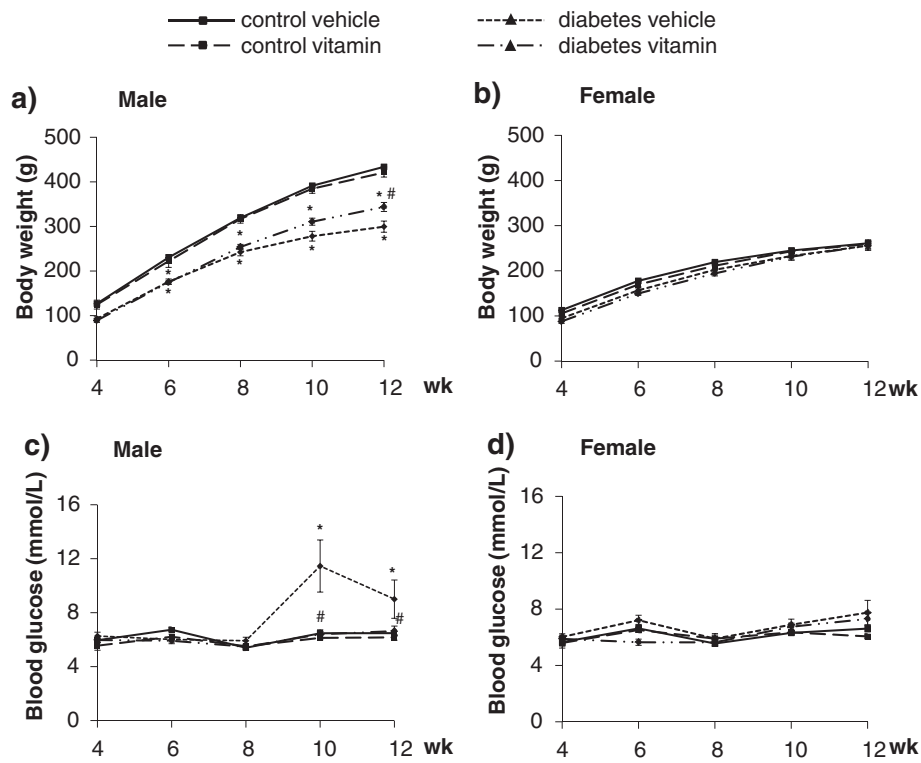 control vehicle
control vitamin
diabetes vehicle
diabetes vitamin
a) Male
Body weight (g)
500
400
300
200
100
0
* * * * * #
* * * *
4 6 8 10 12 wk
b) Female
Body weight (g)
500
400
300
200
100
0
4 6 8 10 12 wk
c) Male
Blood glucose (mmol/L)
16
12
8
4
0
* *
# #
4 6 8 10 12 wk
d) Female
Blood glucose (mmol/L)
16
12
8
4
0
4 6 8 10 12 wk